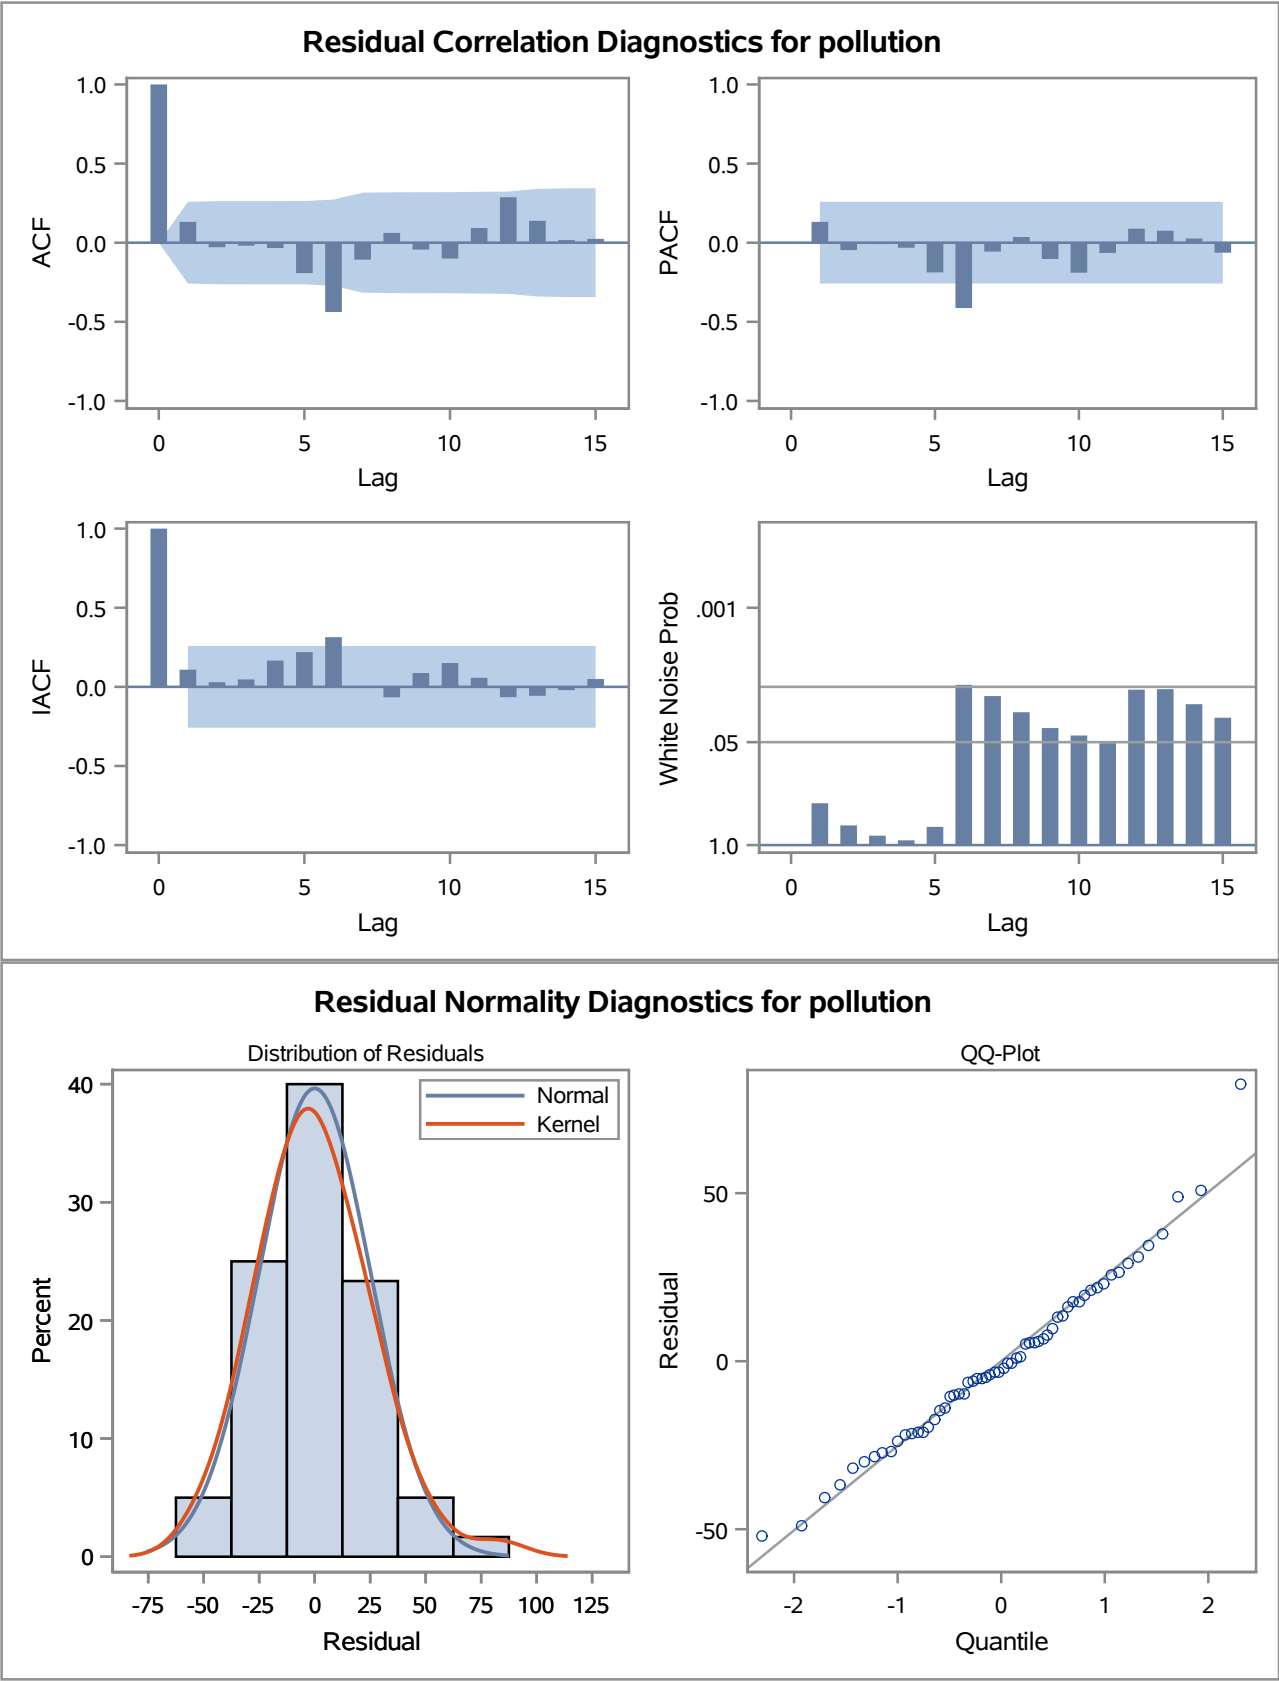 Residual Correlation Diagnostics for pollution
1.0
0.5
0.0
-0.5
-1.0
ACF
0 5 10 15
Lag
1.0
0.5
0.0
-0.5
-1.0
PACF
0 5 10 15
Lag
1.0
0.5
0.0
-0.5
-1.0
IACF
0 5 10 15
Lag
.001
.05
1.0
White Noise Prob
0 5 10 15
Lag
Residual Normality Diagnostics for pollution
Distribution of Residuals
Normal
Kernel
40
30
20
10
0
Percent
-75 -50 -25 0 25 50 75 100 125
Residual
QQ-Plot
50
0
-50
Residual
-2 -1 0 1 2
Quantile